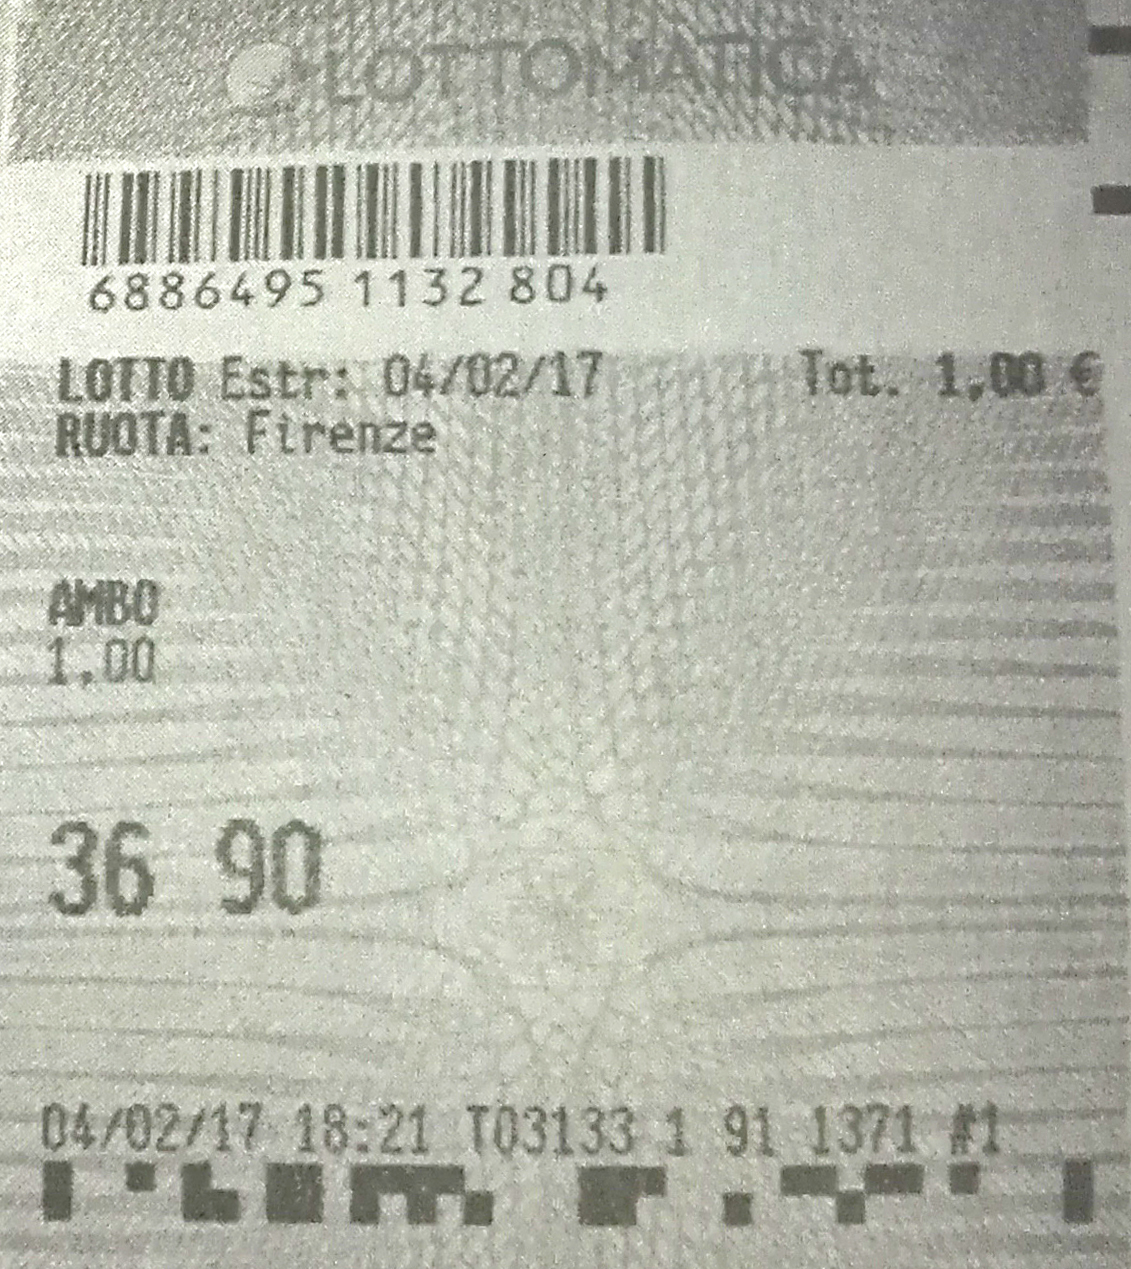 LOTTOMATICA
6886495 1132 804
LOTTO Estr: 04/02/17 Tot. 1,00 €
RUOTA: Firenze
AMBO
1,00
36 90
04/02/17 18:21 T03133 1 91 1371 #1